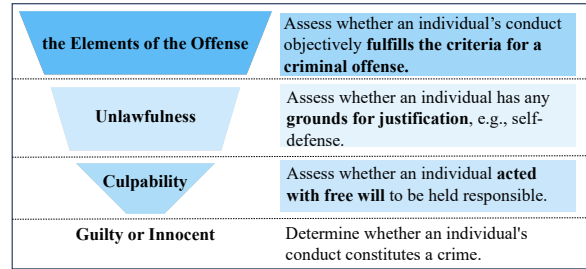 the Elements of the Offense
Assess whether an individual’s conduct
objectively fulfills the criteria for a
criminal offense.
Unlawfulness
Assess whether an individual has any
grounds for justification, e.g., self-
defense.
Culpability
Assess whether an individual acted
with free will to be held responsible.
Guilty or Innocent
Determine whether an individual's
conduct constitutes a crime.